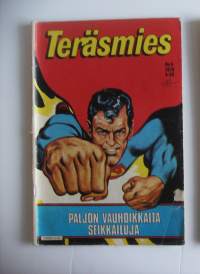 Teräsmies
PALJON VAUHDIKKAITA
SEIKKAILUJA